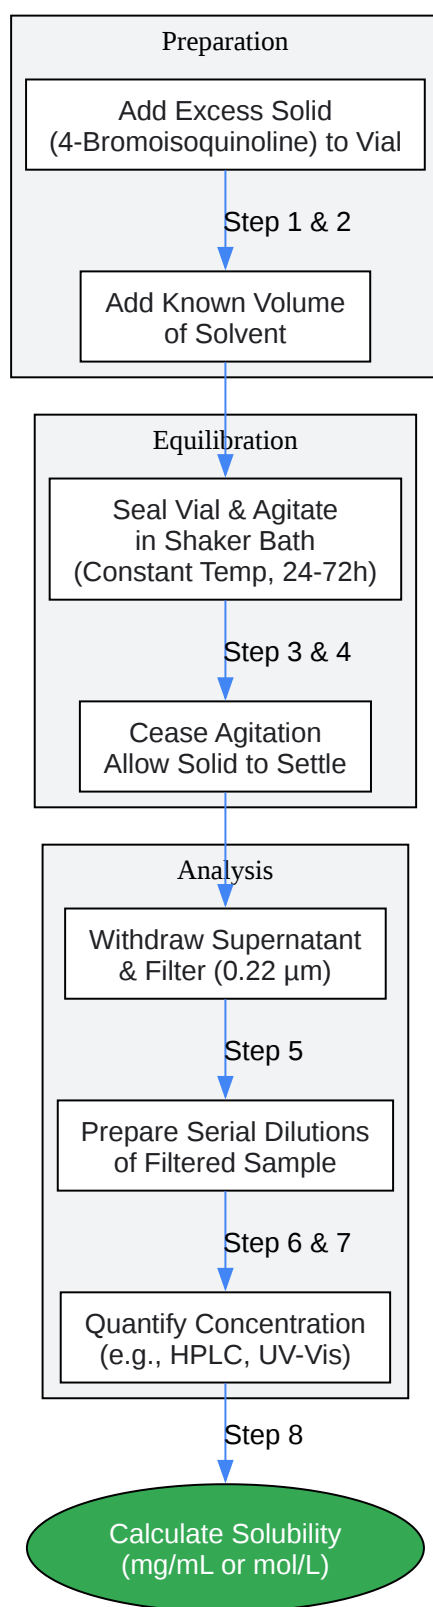 Preparation
Add Excess Solid
(4-Bromoisoquinoline) to Vial
Step 1 & 2
Add Known Volume
of Solvent
Equilibration
Seal Vial & Agitate
in Shaker Bath
(Constant Temp, 24-72h)
Step 3 & 4
Cease Agitation
Allow Solid to Settle
Analysis
Withdraw Supernatant
& Filter (0.22 µm)
Step 5
Prepare Serial Dilutions
of Filtered Sample
Step 6 & 7
Quantify Concentration
(e.g., HPLC, UV-Vis)
Step 8
Calculate Solubility
(mg/mL or mol/L)